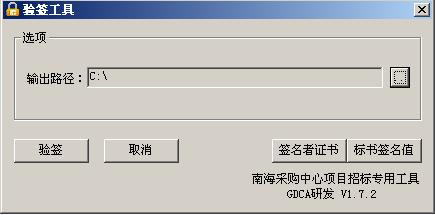 验签工具
选项
输出路径：C:\
验签 取消 签名者证书 标书签名值
南海采购中心项目招标专用工具
GDCA研发 V1.7.2